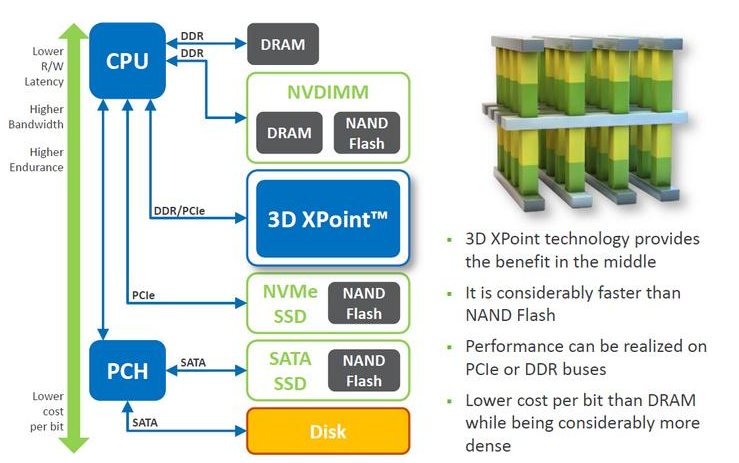 Lower
R/W
Latency
Higher
Bandwidth
Higher
Endurance
Lower
cost
per bit
CPU
DDR
DDR
DRAM
NVDIMM
DRAM
NAND
Flash
DDR/PCIe
3D XPoint™
PCIe
NVMe
SSD
NAND
Flash
PCH
SATA
SATA
SSD
NAND
Flash
SATA
Disk
▪ 3D XPoint technology provides
the benefit in the middle
▪ It is considerably faster than
NAND Flash
▪ Performance can be realized on
PCIe or DDR buses
▪ Lower cost per bit than DRAM
while being considerably more
dense